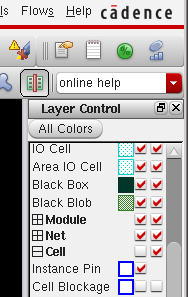 ls Flows Help cādence
online help
Layer Control
All Colors
IO Cell
Area IO Cell
Black Box
Black Blob
Module
Net
Cell
Instance Pin
Cell Blockage